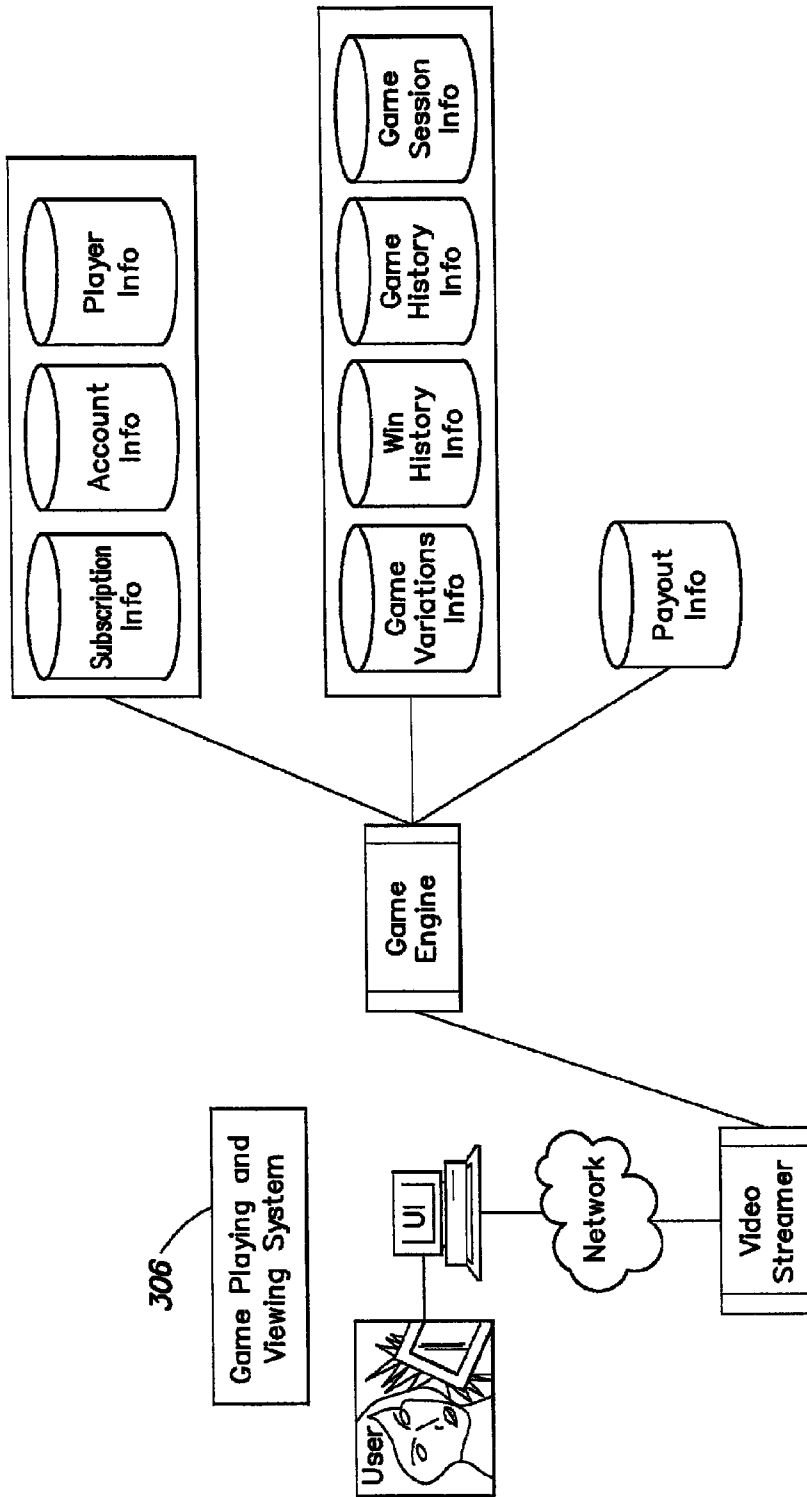 306
Game Playing and
Viewing System
User
UI
Network
Video
Streamer
Game
Engine
Subscription
Info
Account
Info
Player
Info
Game
Variations
Info
Win
History
Info
Game
History
Info
Game
Session
Info
Payout
Info